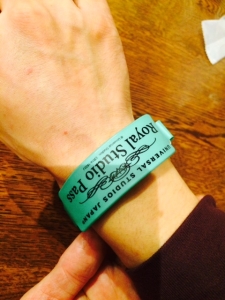 Royal Studio Pass
UNIVERSAL STUDIOS JAPAN